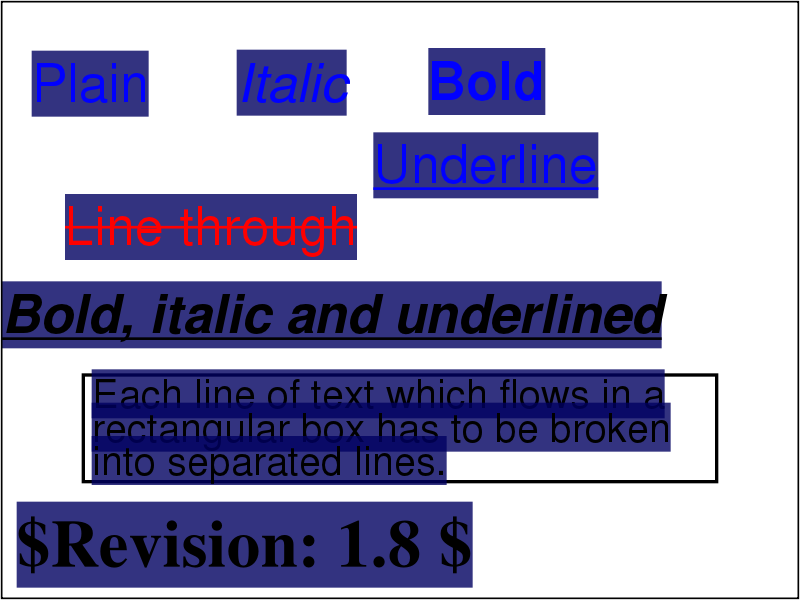 Plain Italic Bold
Underline
Line through
Bold, italic and underlined
Each line of text which flows in a
rectangular box has to be broken
into separated lines.
$Revision: 1.8 $